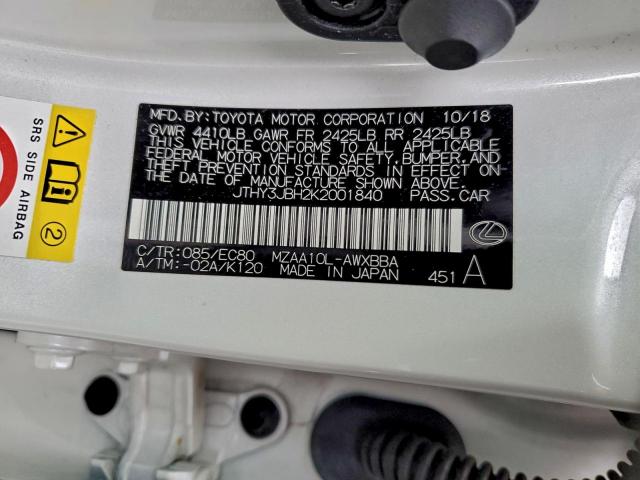 MFD. BY: TOYOTA MOTOR CORPORATION 10/18
GVWR 4410LB GAWR FR 2425LB RR 2425LB
THIS VEHICLE CONFORMS TO ALL APPLICABLE
FEDERAL MOTOR VEHICLE SAFETY, BUMPER, AND
THEFT PREVENTION STANDARDS IN EFFECT ON
THE DATE OF MANUFACTURE SHOWN ABOVE.
JTHY3JBH2K2001840 PASS. CAR
C/TR: 085/EC80 MZAA10L-AWXBBA
A/TM: -02A/K120 MADE IN JAPAN 451 A
SRS SIDE AIRBAG
2